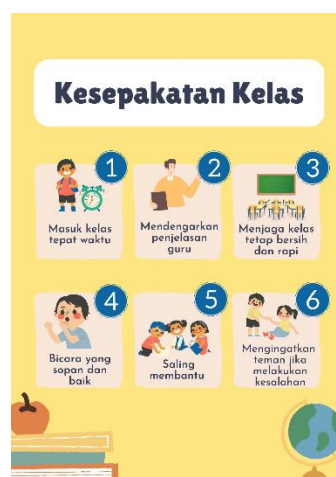 Kesepakatan Kelas
1
Masuk kelas
tepat waktu
2
Mendengarkan
penjelasan
guru
3
Menjaga kelas
tetap bersih
dan rapi
4
Bicara yang
sopan dan
baik
5
Saling
membantu
6
Mengingatkan
teman jika
melakukan
kesalahan